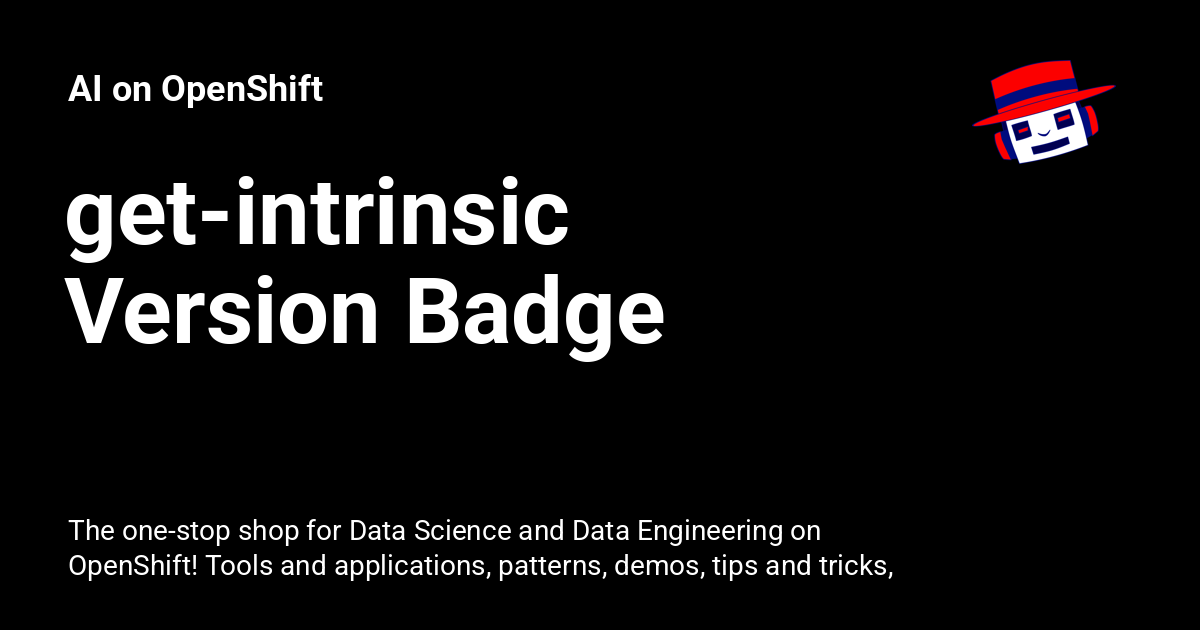 AI on OpenShift
get-intrinsic
Version Badge
The one-stop shop for Data Science and Data Engineering on
OpenShift! Tools and applications, patterns, demos, tips and tricks,